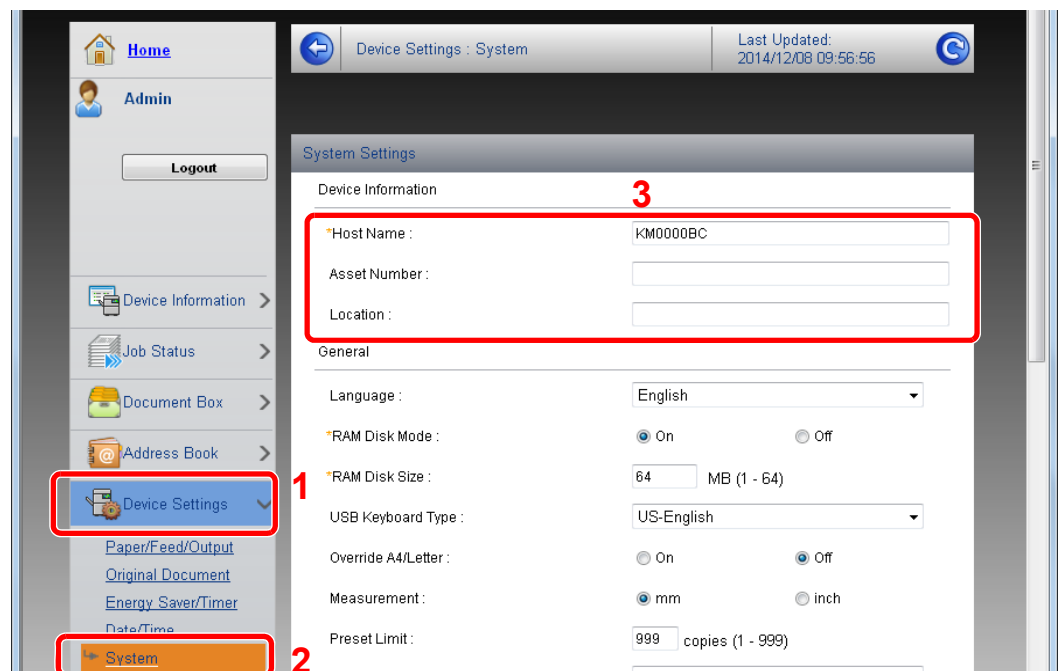 Home
Admin
Logout
Device Information
Job Status
Document Box
Address Book
1
Device Settings
Paper/Feed/Output
Original Document
Energy Saver/Timer
Date/Time
System
2
Device Settings : System
Last Updated:
2014/12/08 09:56:56
System Settings
Device Information
3
*Host Name : KM0000BC
Asset Number :
Location :
General
Language : English
*RAM Disk Mode : On Off
*RAM Disk Size : 64 MB (1 - 64)
USB Keyboard Type : US-English
Override A4/Letter : On Off
Measurement : mm inch
Preset Limit : 999 copies (1 - 999)